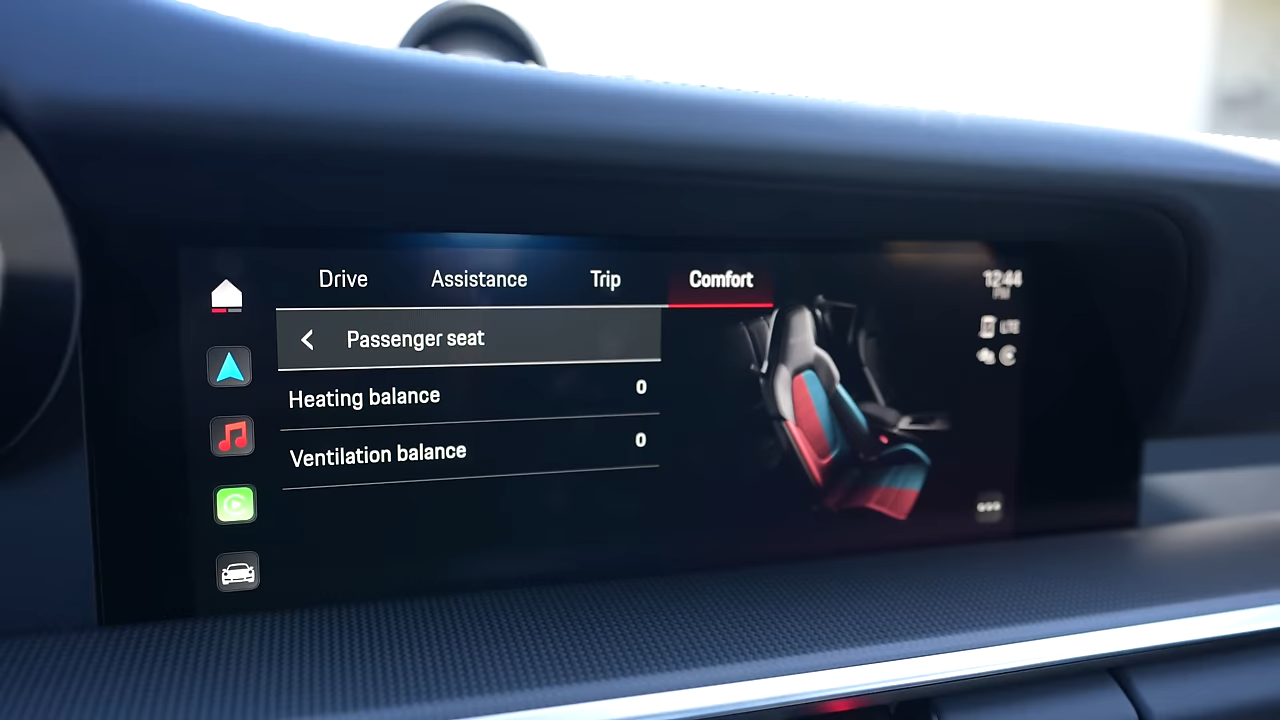 Drive Assistance Trip Comfort
12:44
PM
Passenger seat
LTE
Heating balance 0
Ventilation balance 0